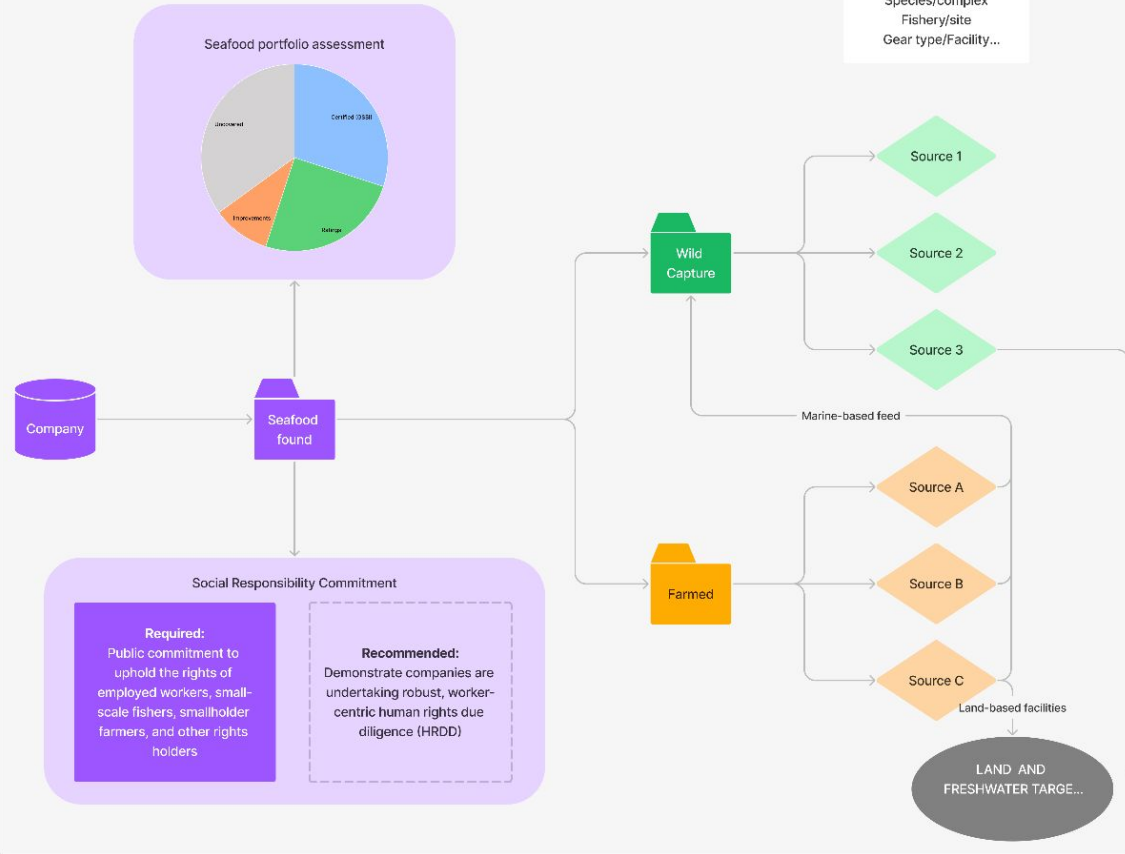 Species/complex
Fishery/site
Gear type/Facility...
Seafood portfolio assessment
Uncovered
Improvements
Ratings
Source 1
Wild
Capture
Source 2
Source 3
Company
Seafood
found
Marine-based feed
Source A
Farmed
Source B
Source C
Land-based facilities
LAND AND
FRESHWATER TARGE...
Social Responsibility Commitment
Required:
Public commitment to
uphold the rights of
employed workers, small-
scale fishers, smallholder
farmers, and other rights
holders
Recommended:
Demonstrate companies are
undertaking robust, worker-
centric human rights due
diligence (HRDD)